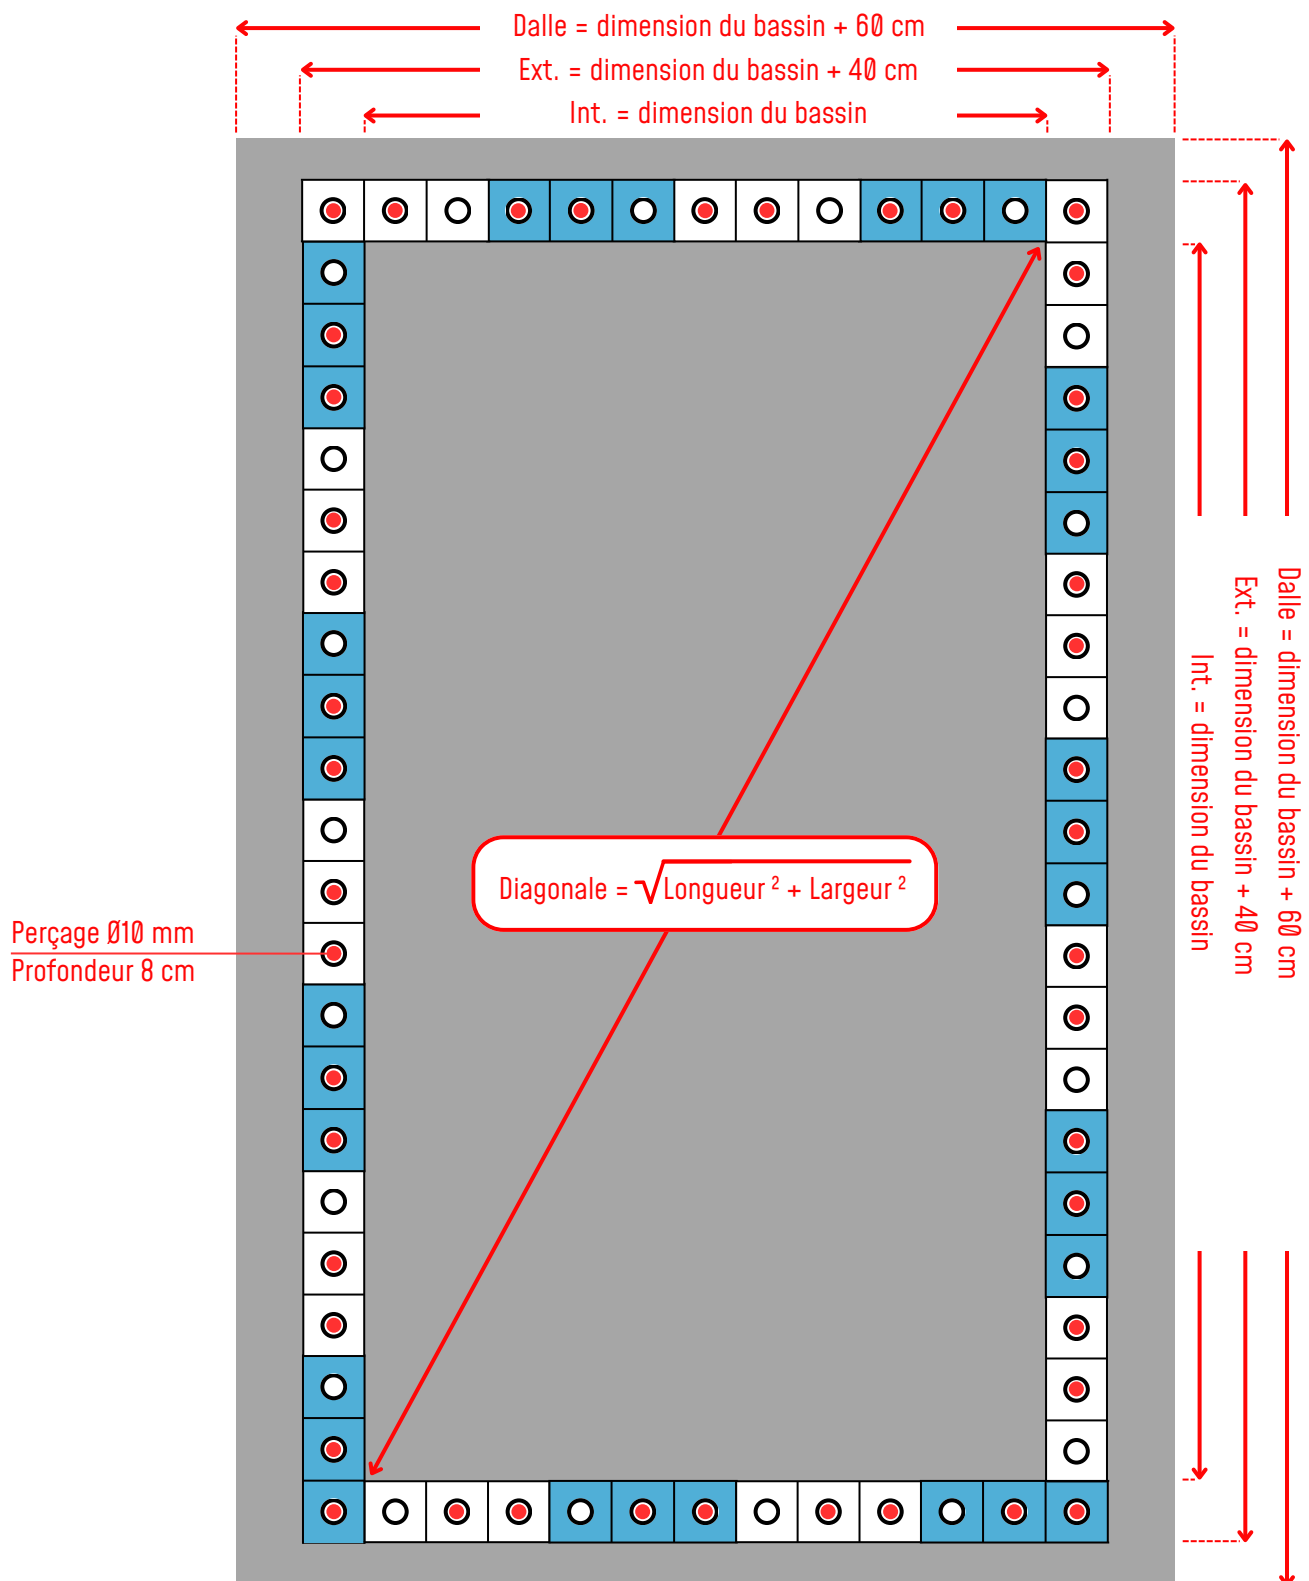 Dalle = dimension du bassin + 60 cm
Ext. = dimension du bassin + 40 cm
Int. = dimension du bassin
Dalle = dimension du bassin + 60 cm
Ext. = dimension du bassin + 40 cm
Int. = dimension du bassin
Diagonale = √Longueur ² + Largeur ²
Perçage Ø10 mm
Profondeur 8 cm